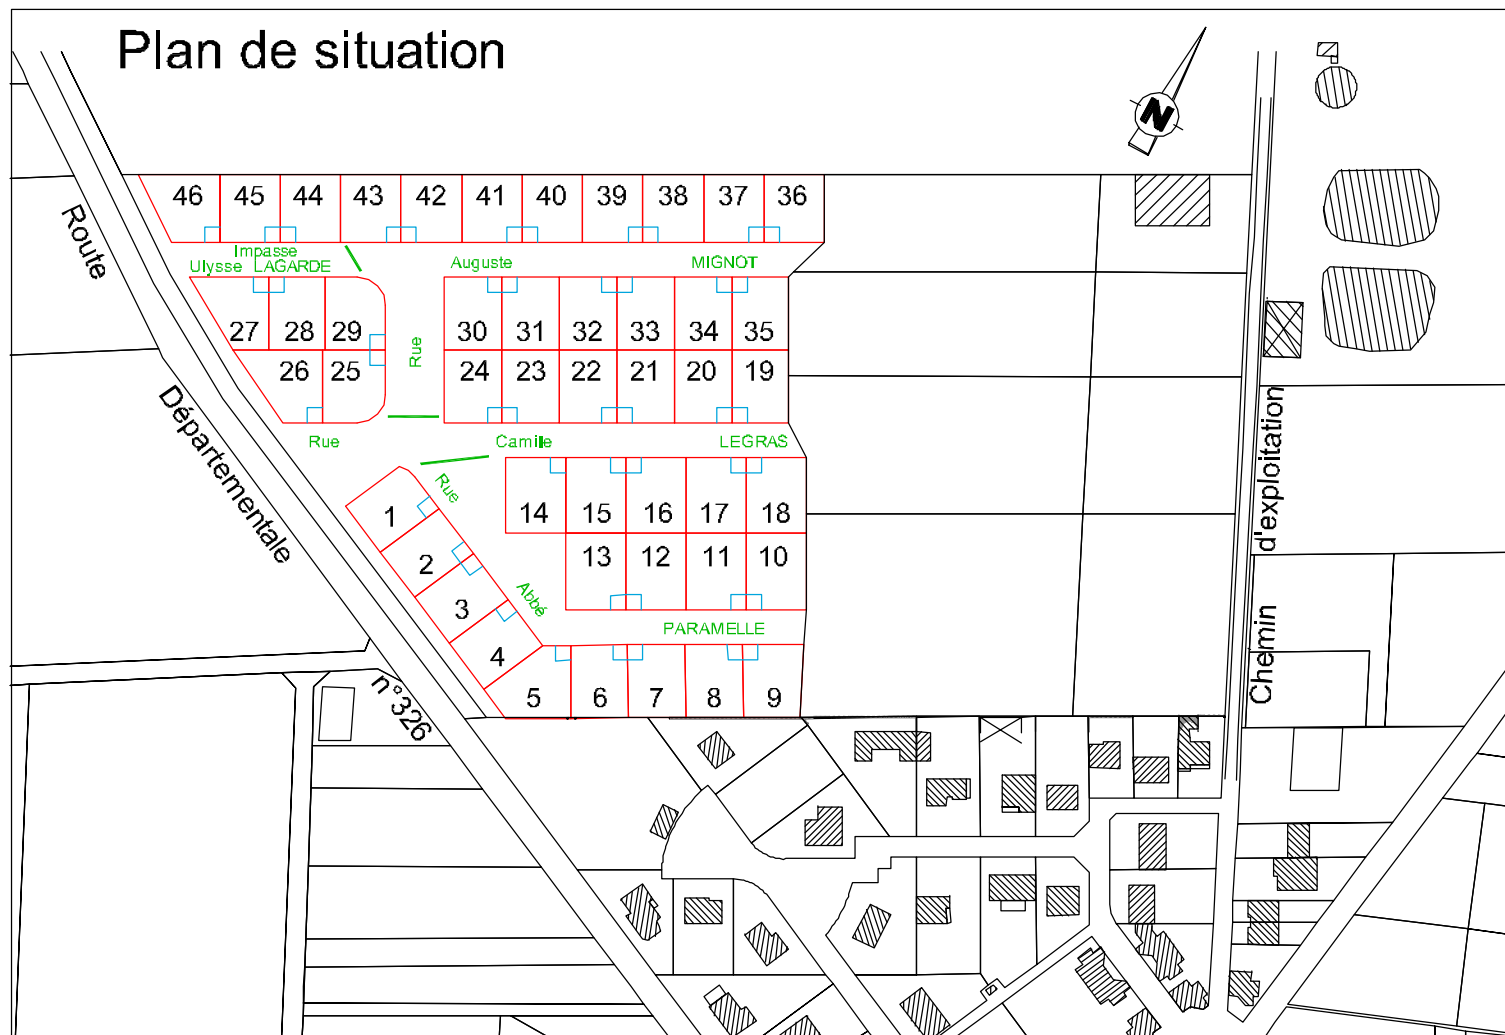 Plan de situation
N
46 45 44 43 42 41 40 39 38 37 36
Impasse
Ulysse LAGARDE
Auguste
MIGNOT
Rue
27 28 29
30 31 32 33 34 35
26 25
24 23 22 21 20 19
Rue
Camille
LEGRAS
Rue
Abbé
PARAMELLE
1
2
3
4
14 15 16 17 18
13 12 11 10
5 6 7 8 9
Route
Départementale
n°326
Chemin
d'exploitation